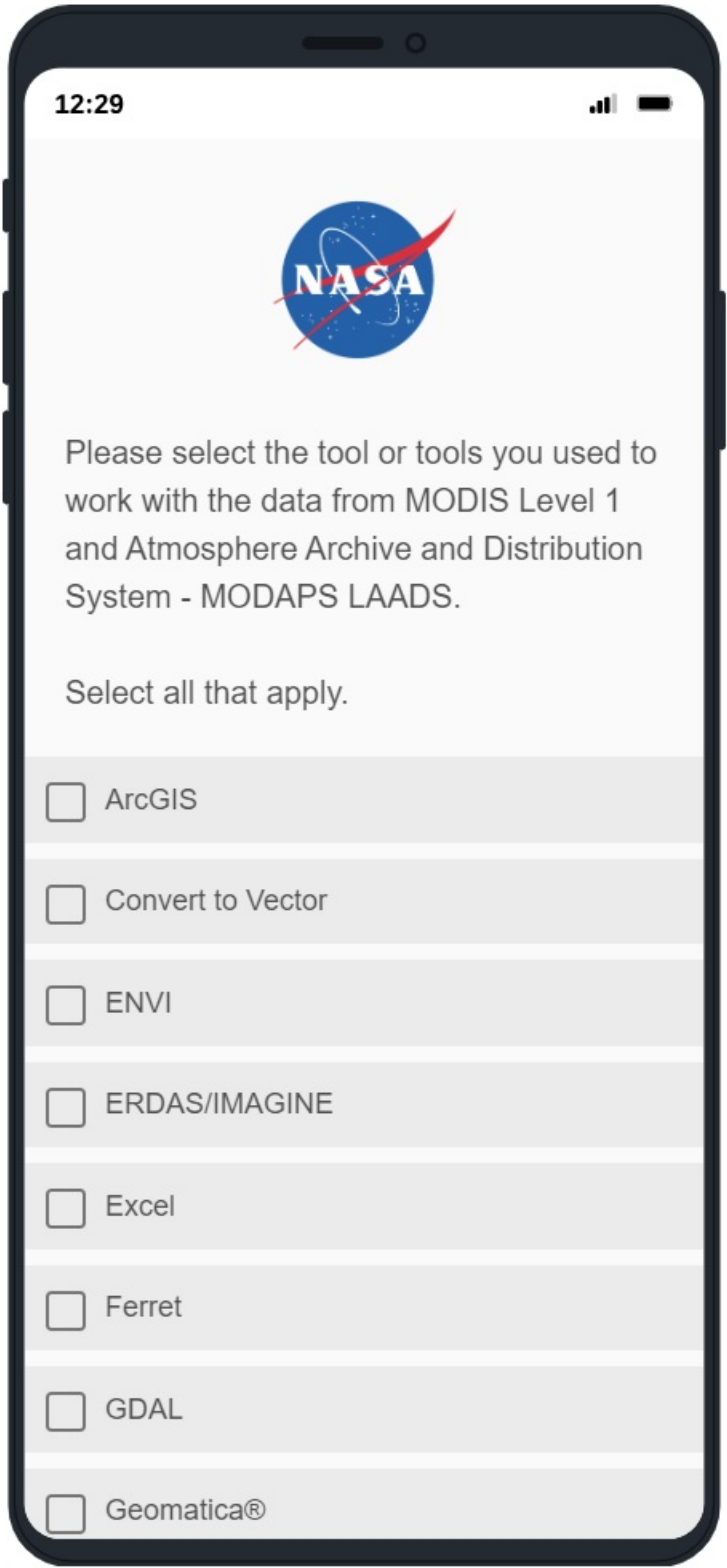 12:29
NASA
Please select the tool or tools you used to
work with the data from MODIS Level 1
and Atmosphere Archive and Distribution
System - MODAPS LAADS.
Select all that apply.
ArcGIS
Convert to Vector
ENVI
ERDAS/IMAGINE
Excel
Ferret
GDAL
Geomatica®